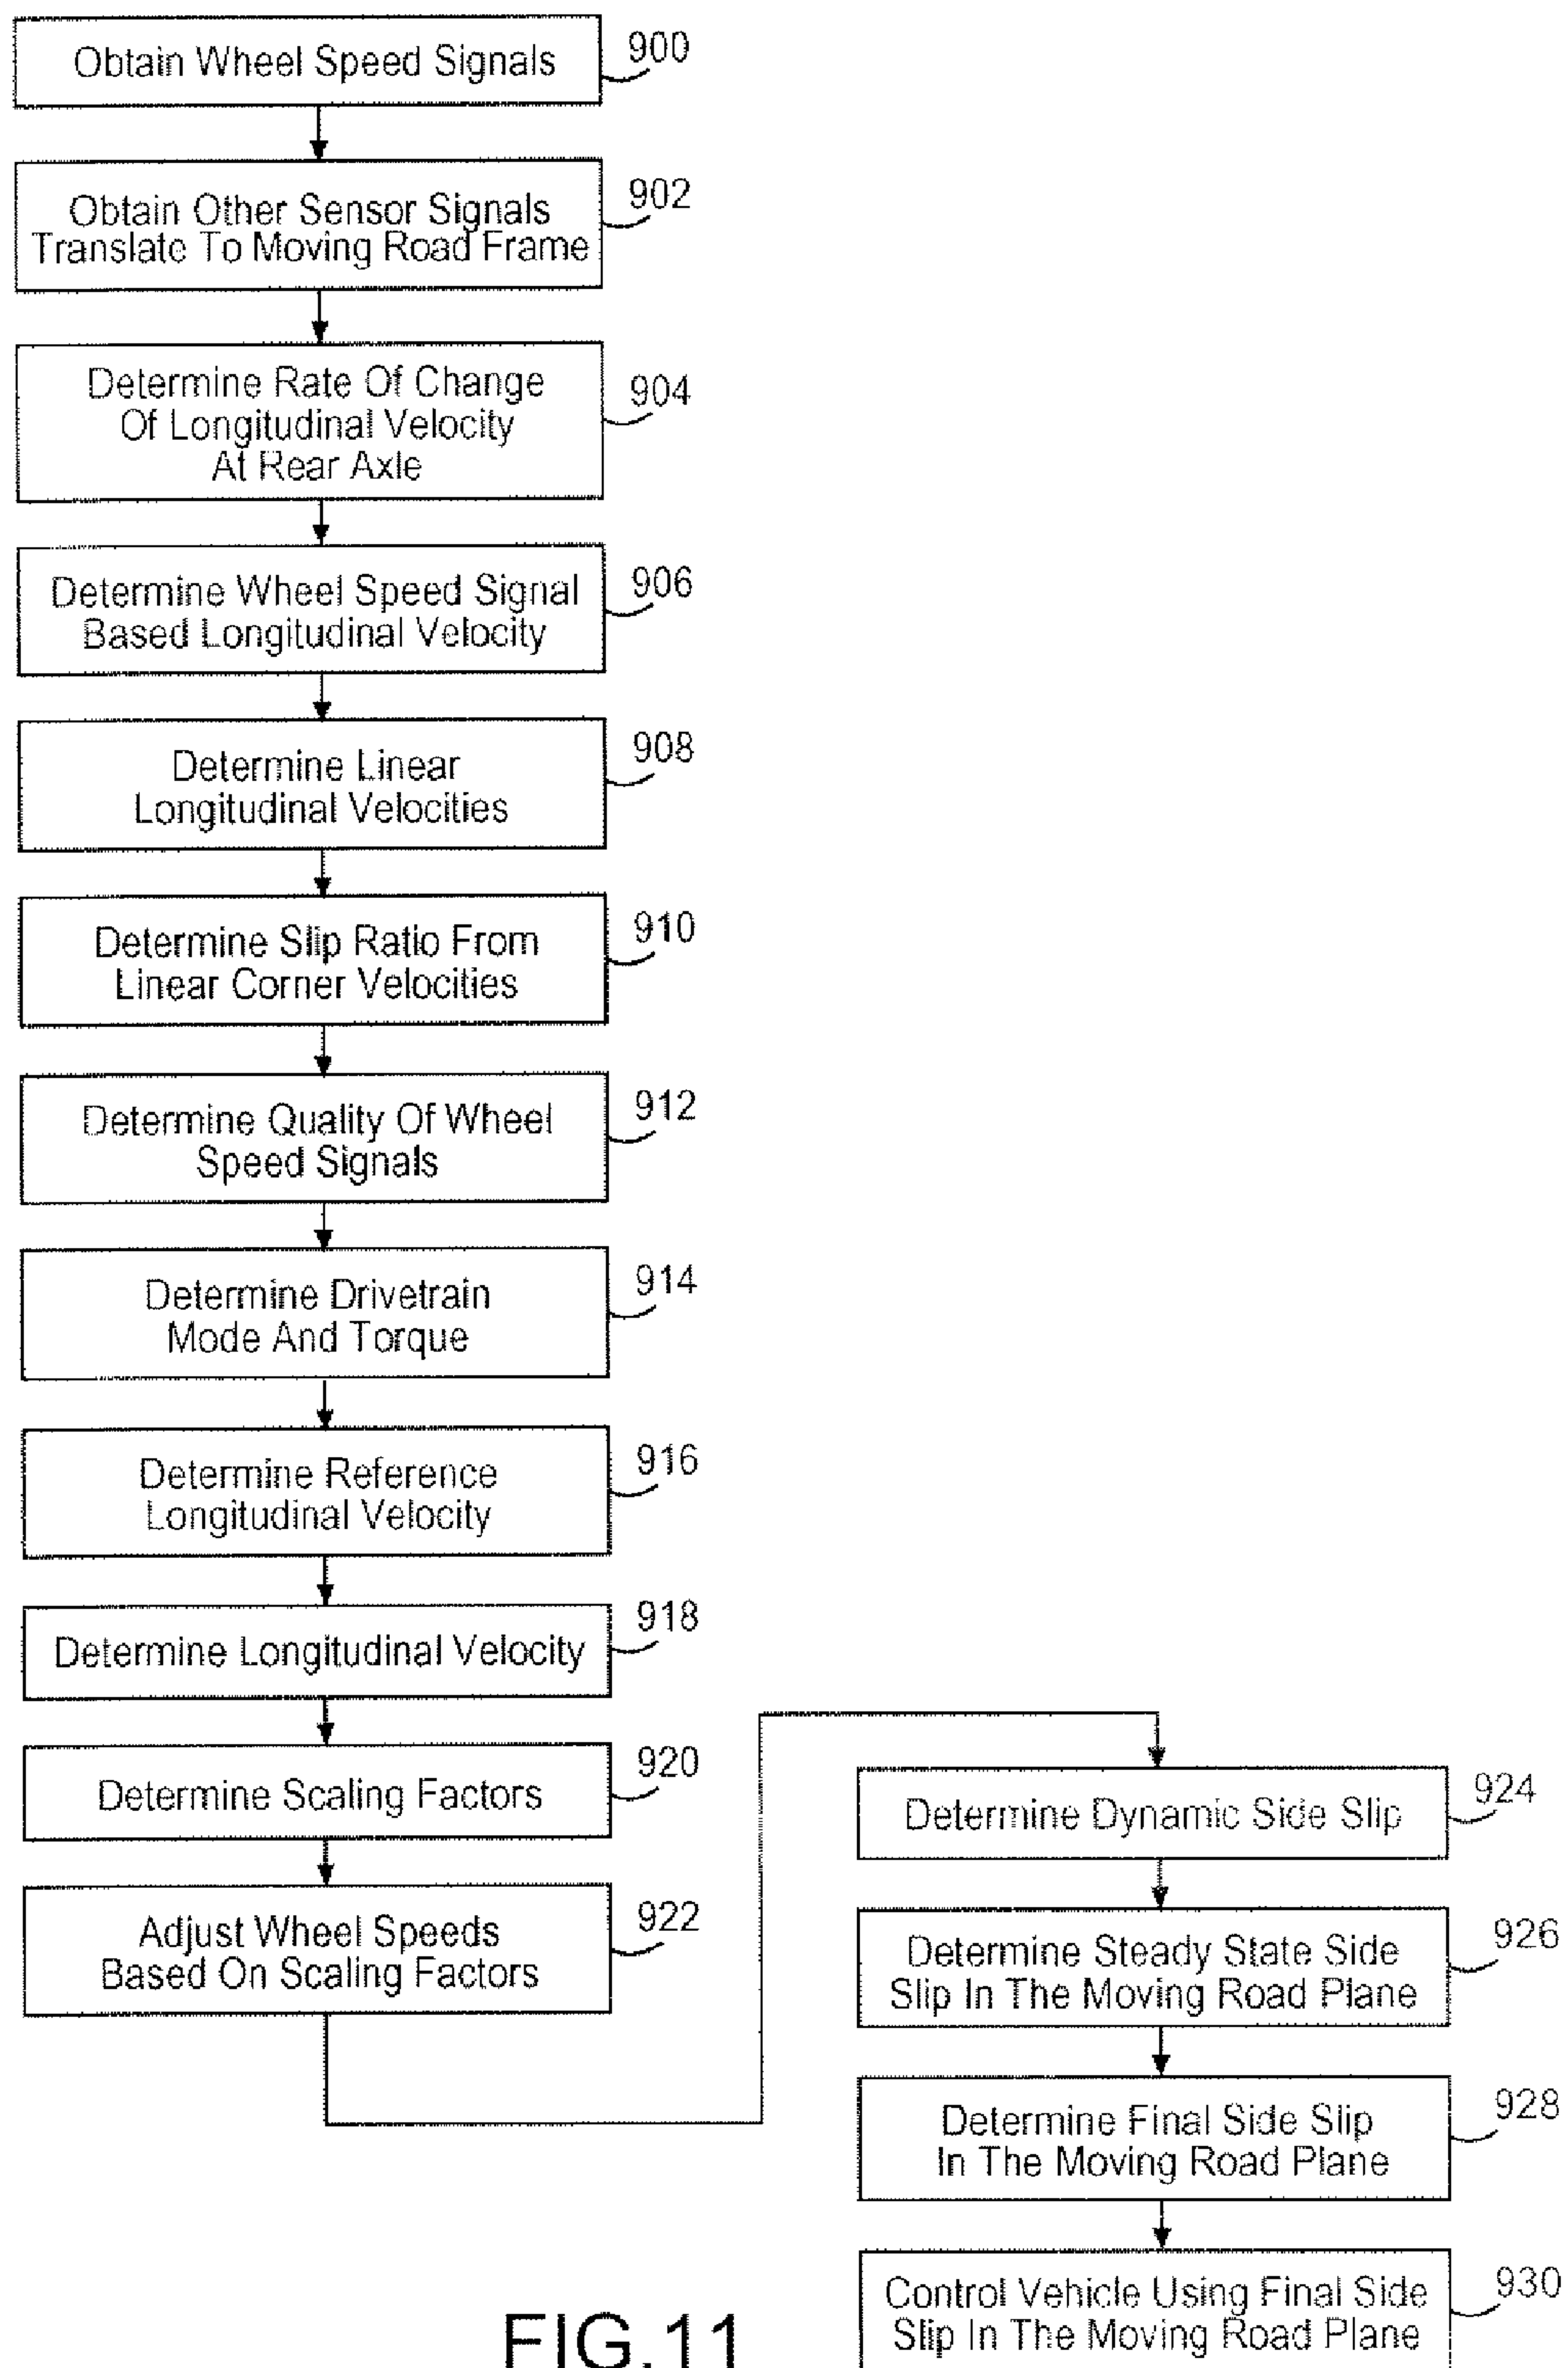 Obtain Wheel Speed Signals
900
Obtain Other Sensor Signals
Translate To Moving Road Frame
902
Determine Rate Of Change
Of Longitudinal Velocity
At Rear Axle
904
Determine Wheel Speed Signal
Based Longitudinal Velocity
906
Determine Linear
Longitudinal Velocities
908
Determine Slip Ratio From
Linear Corner Velocities
910
Determine Quality Of Wheel
Speed Signals
912
Determine Drivetrain
Mode And Torque
914
Determine Reference
Longitudinal Velocity
916
Determine Longitudinal Velocity
918
Determine Scaling Factors
920
Adjust Wheel Speeds
Based On Scaling Factors
922
Determine Dynamic Side Slip
924
Determine Steady State Side
Slip In The Moving Road Plane
926
Determine Final Side Slip
In The Moving Road Plane
928
Control Vehicle Using Final Side
Slip In The Moving Road Plane
930
FIG.11